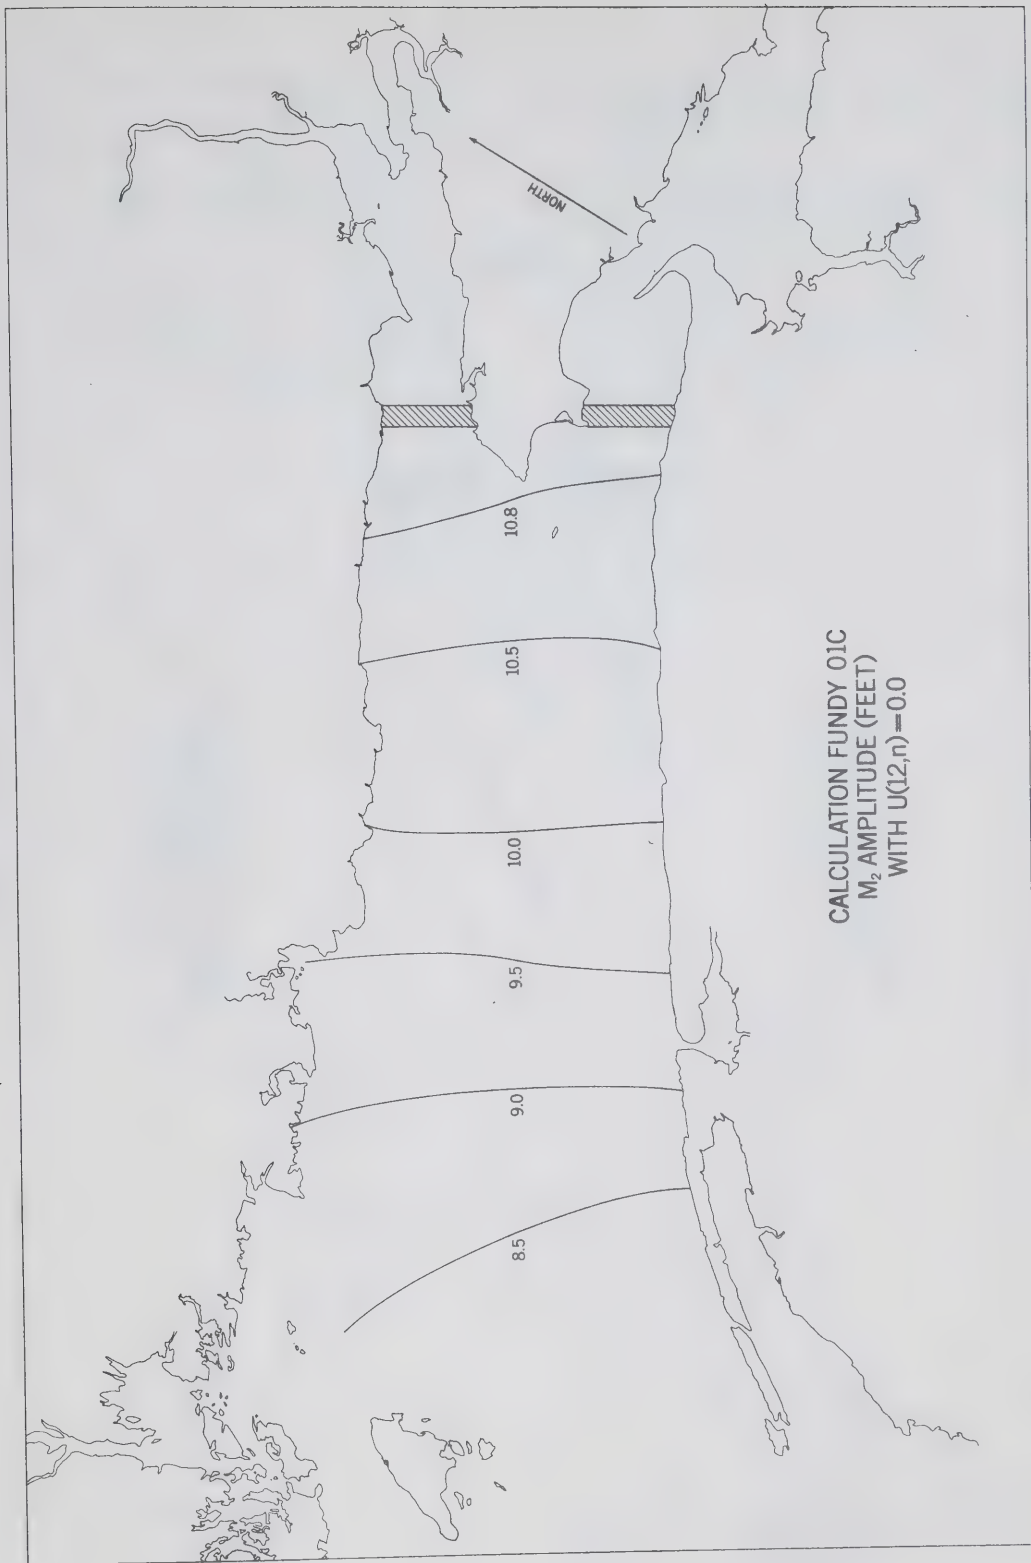 NORTH
10.8
10.5
10.0
9.5
9.0
8.5
CALCULATION FUNDY 01C
M₂ AMPLITUDE (FEET)
WITH U(12,n)=0.0